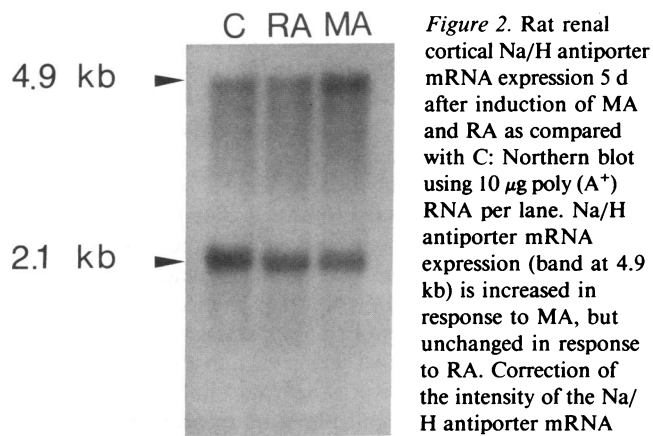 C RA MA
4.9 kb
2.1 kb
Figure 2. Rat renal
cortical Na/H antiporter
mRNA expression 5 d
after induction of MA
and RA as compared
with C: Northern blot
using 10 μg poly (A⁺)
RNA per lane. Na/H
antiporter mRNA
expression (band at 4.9
kb) is increased in
response to MA, but
unchanged in response
to RA. Correction of
the intensity of the Na/
H antiporter mRNA